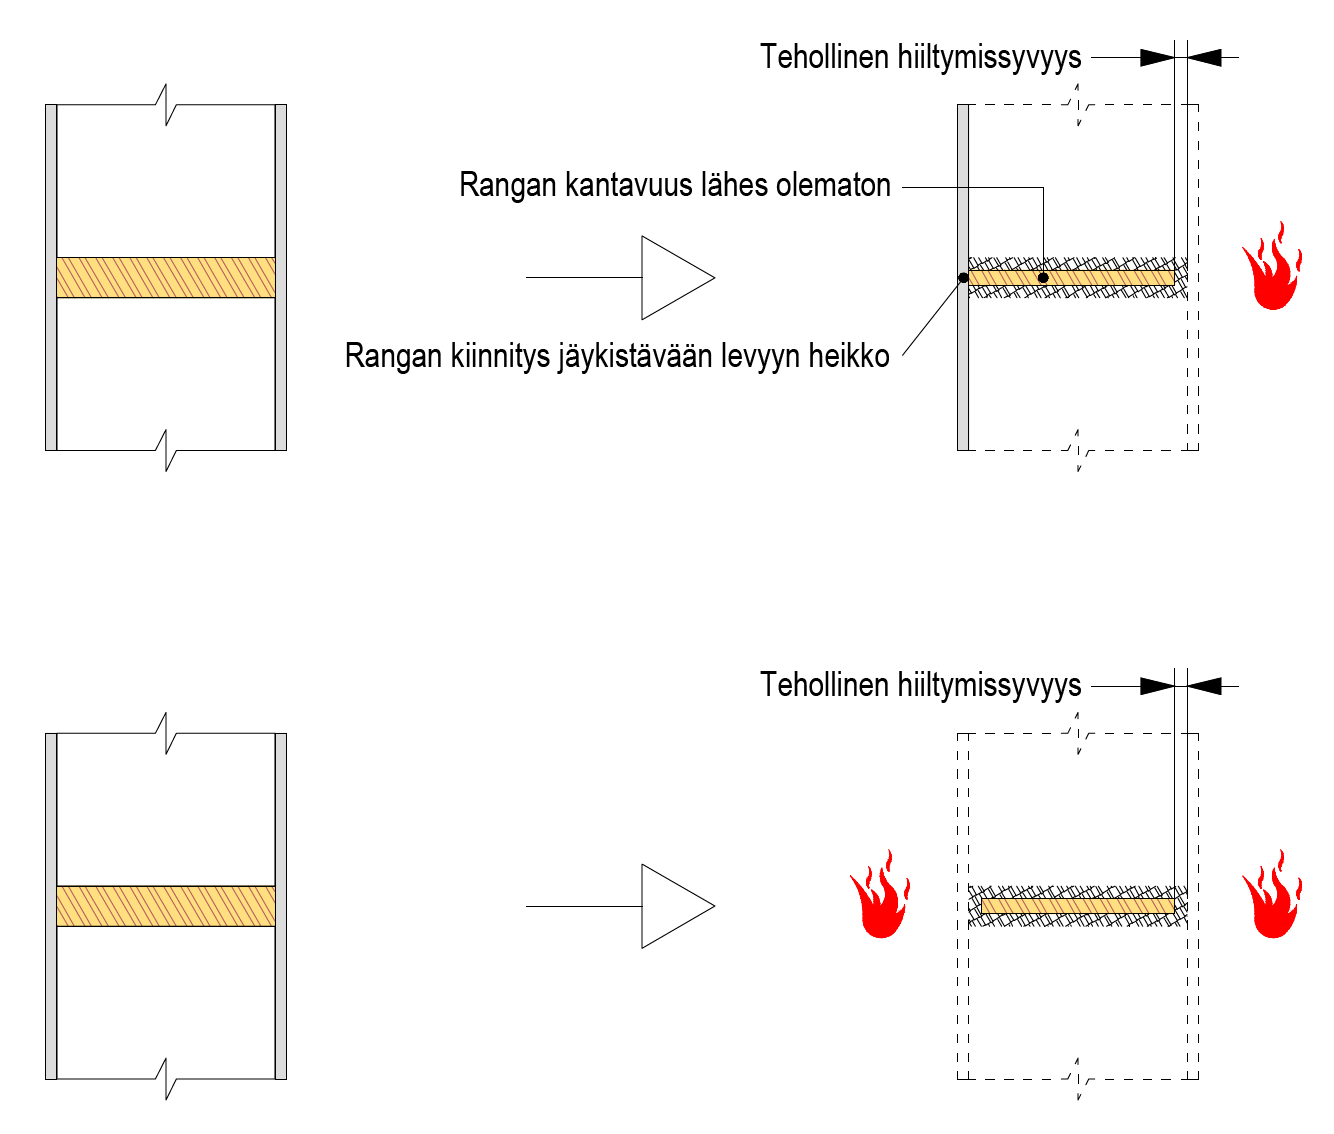 Tehollinen hiiltymissyvyys
Rangan kantavuus lähes olematon
Rangan kiinnitys jäykistävään levyyn heikko
Tehollinen hiiltymissyvyys